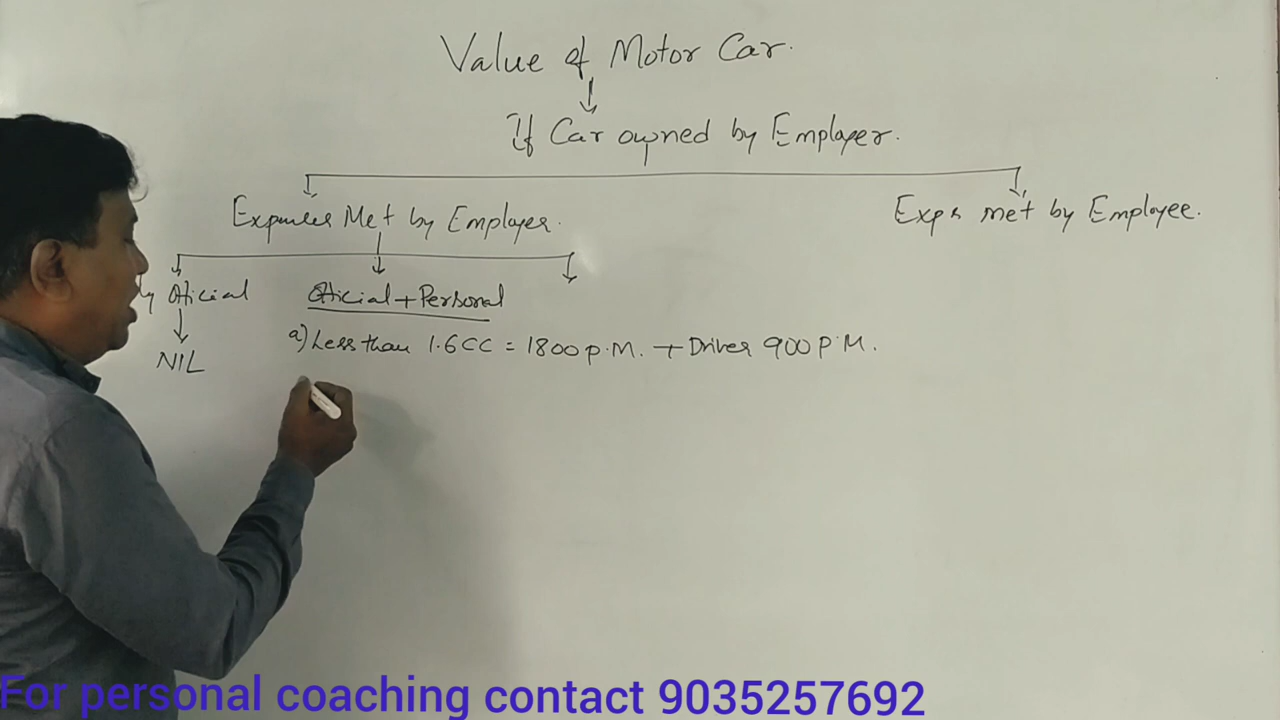 Value of Motor Car.
If Car owned by Employer.
Expenses Met by Employer.
Exps met by Employee.
Official
Official + Personal
NIL
a) Less than 1.6CC = 1800 P.M. + Driver 900 P.M.
For personal coaching contact 9035257692